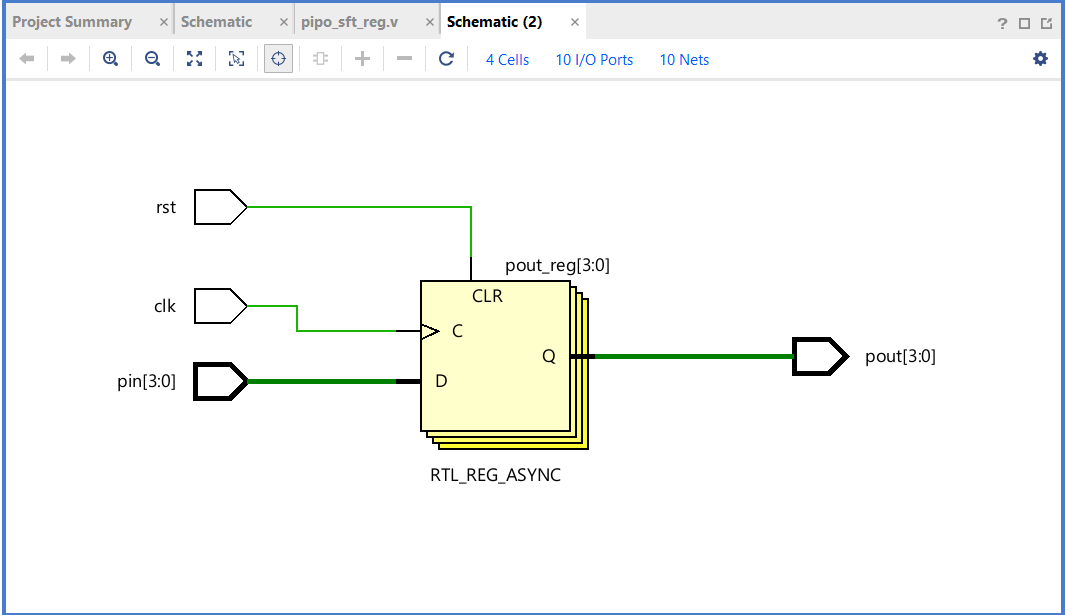 Project Summary × Schematic × pipo_sft_reg.v × Schematic (2) × ?
4 Cells 10 I/O Ports 10 Nets
rst
pout_reg[3:0]
CLR
clk
C
Q
pout[3:0]
pin[3:0]
D
RTL_REG_ASYNC